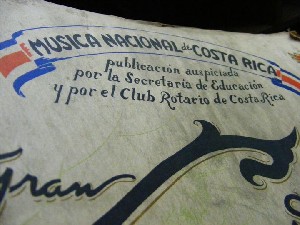 MUSICA NACIONAL de COSTA RICA
publicación auspiciada
por la Secretaría de Educación
y por el Club Rotario de Costa Rica
Gran